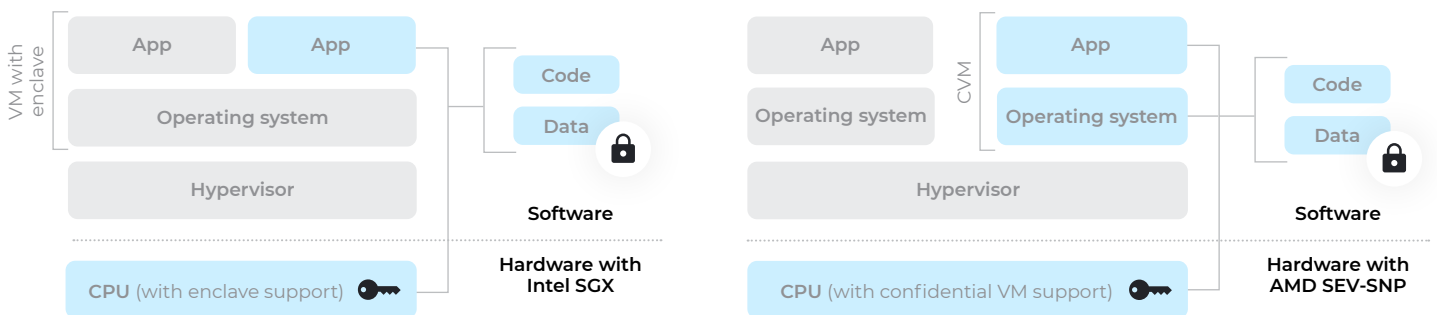 VM with
enclave
App
App
Operating system
Hypervisor
Code
Data
Software
CPU (with enclave support)
Hardware with
Intel SGX
App
CVM
App
Operating system
Operating system
Hypervisor
Code
Data
Software
CPU (with confidential VM support)
Hardware with
AMD SEV-SNP